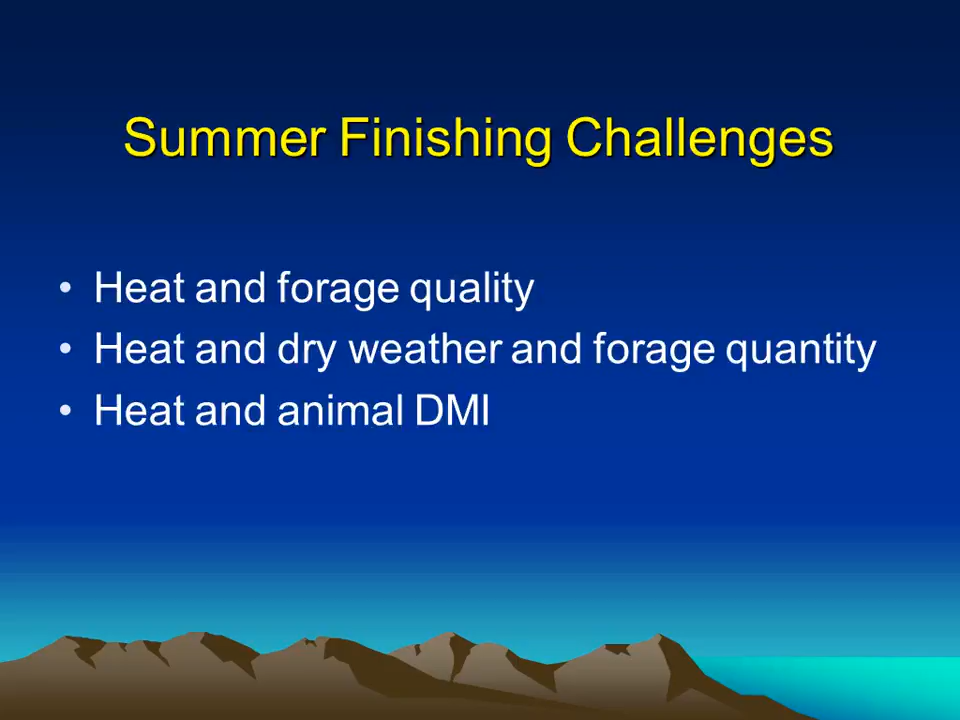 Summer Finishing Challenges
• Heat and forage quality
• Heat and dry weather and forage quantity
• Heat and animal DMI